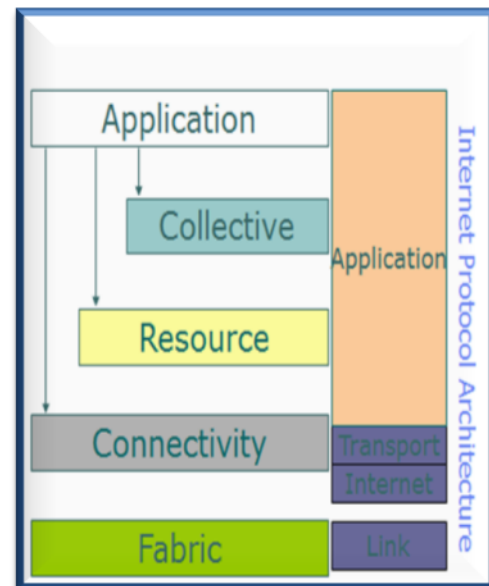 Application
Collective
Resource
Connectivity
Fabric
Application
Transport
Internet
Link
Internet Protocol Architecture